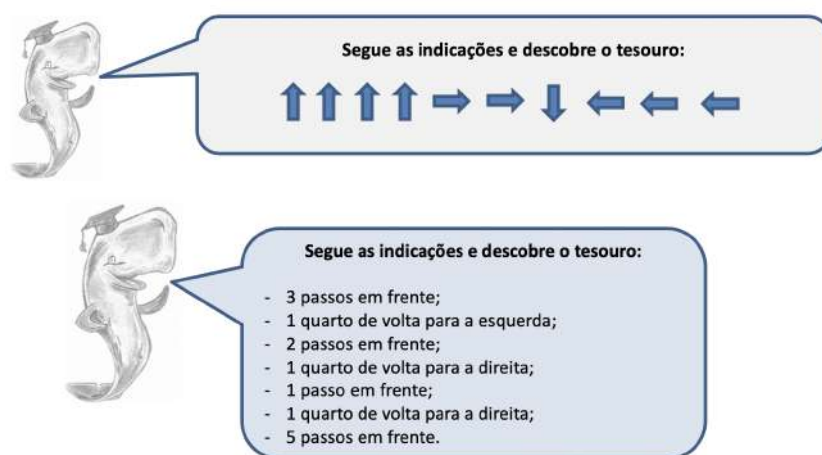 Segue as indicações e descobre o tesouro:
Segue as indicações e descobre o tesouro:
- 3 passos em frente;
- 1 quarto de volta para a esquerda;
- 2 passos em frente;
- 1 quarto de volta para a direita;
- 1 passo em frente;
- 1 quarto de volta para a direita;
- 5 passos em frente.